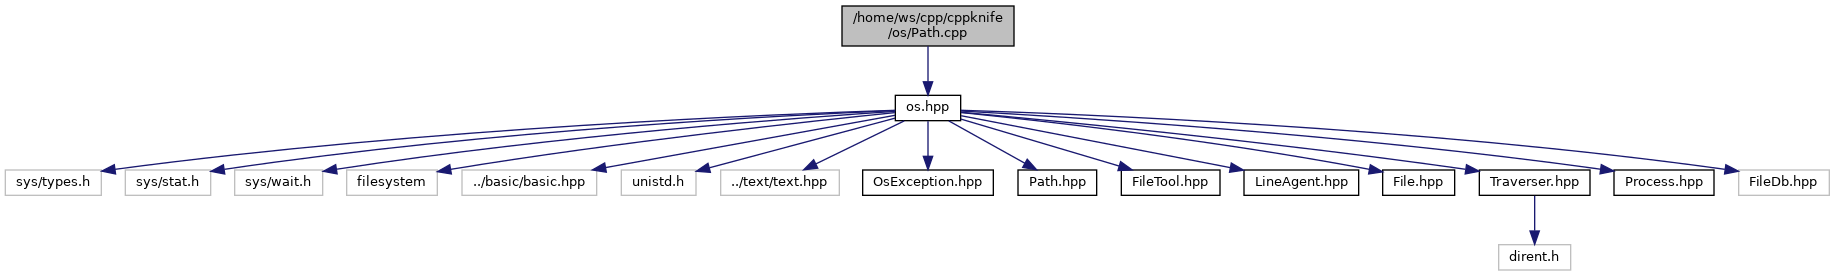 /home/ws/cpp/cppknife
/os/Path.cpp
os.hpp
sys/types.h
sys/stat.h
sys/wait.h
filesystem
../basic/basic.hpp
unistd.h
../text/text.hpp
OsException.hpp
Path.hpp
FileTool.hpp
LineAgent.hpp
File.hpp
Traverser.hpp
Process.hpp
FileDb.hpp
dirent.h